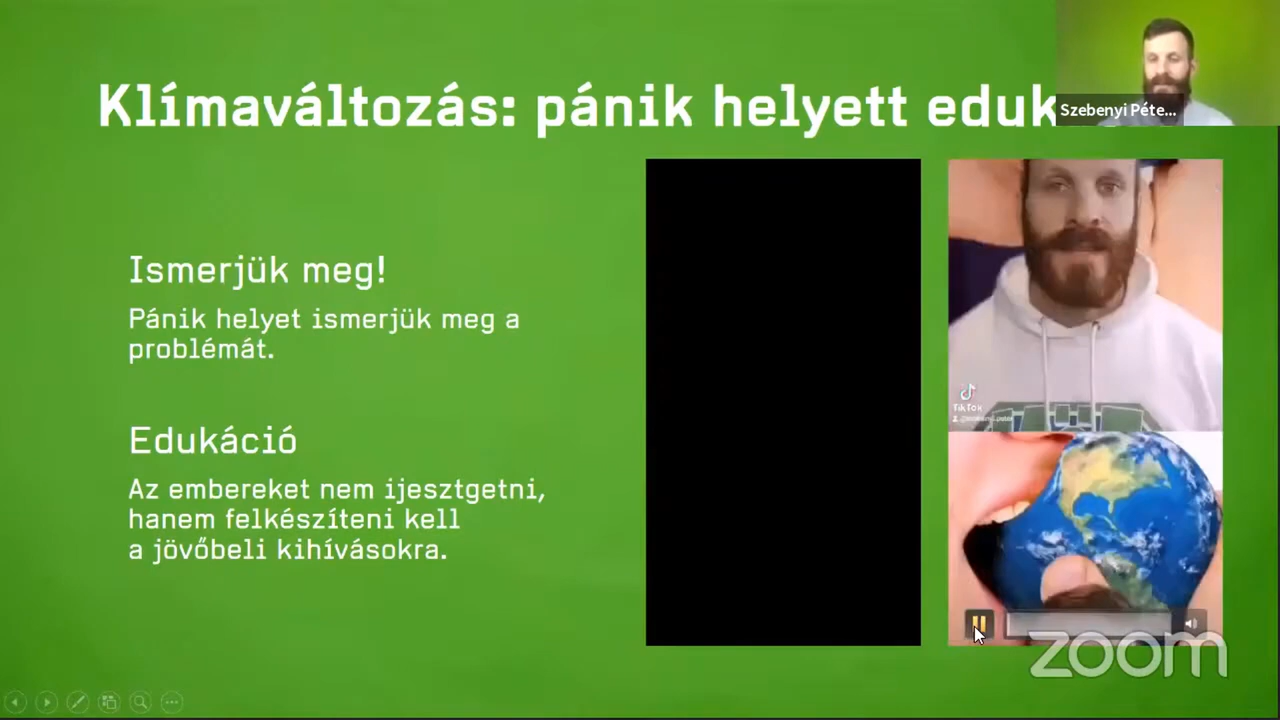 Klímaváltozás: pánik helyett eduk
Szebenyi Péte...
Ismerjük meg!
Pánik helyet ismerjük meg a
problémát.
Edukáció
Az embereket nem ijesztgetni,
hanem felkészíteni kell
a jövőbeli kihívásokra.
TikTok
zoom